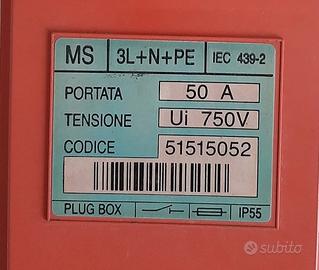 MS 3L+N+PE IEC 439-2
PORTATA 50 A
TENSIONE Ui 750V
CODICE 51515052
PLUG BOX IP55
subito